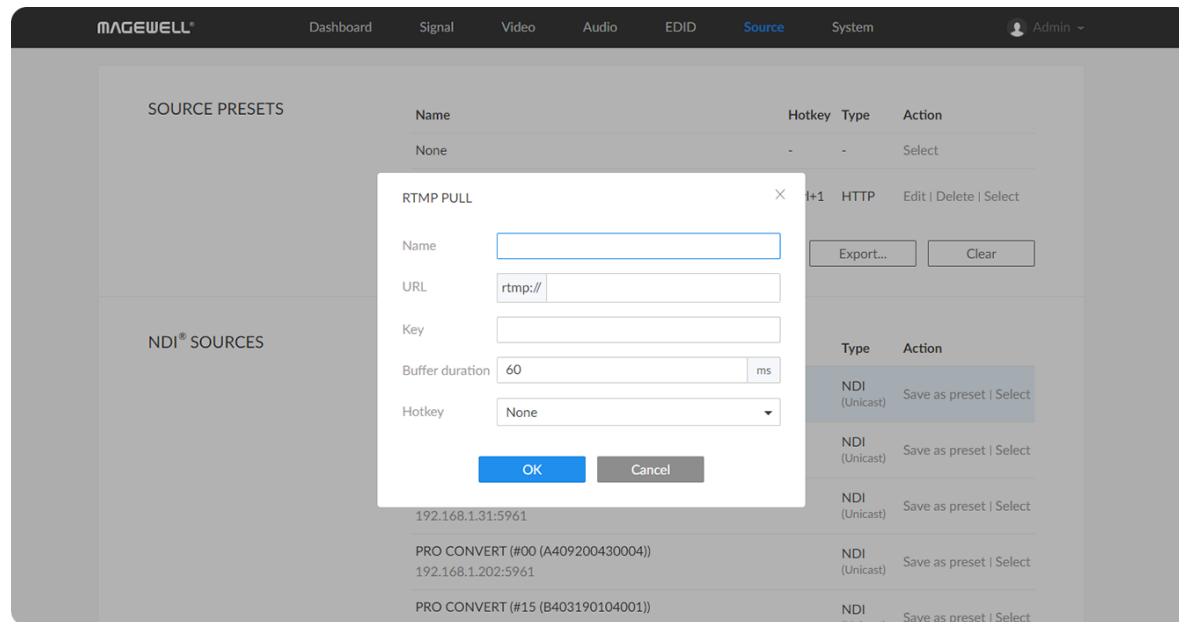 MAGEWELL®
Dashboard Signal Video Audio EDID Source System Admin
SOURCE PRESETS
Name Hotkey Type Action
None - - Select
HTTP Edit | Delete | Select
Export... Clear
RTMP PULL
Name
URL rtmp://
Key
Buffer duration 60 ms
Hotkey None
OK Cancel
NDI® SOURCES
Type Action
NDI
(Unicast)
Save as preset | Select
NDI
(Unicast)
Save as preset | Select
192.168.1.31:5961
NDI
(Unicast)
Save as preset | Select
PRO CONVERT (#00 (A409200430004))
192.168.1.202:5961
NDI
(Unicast)
Save as preset | Select
PRO CONVERT (#15 (B403190104001))
NDI
Save as preset | Select